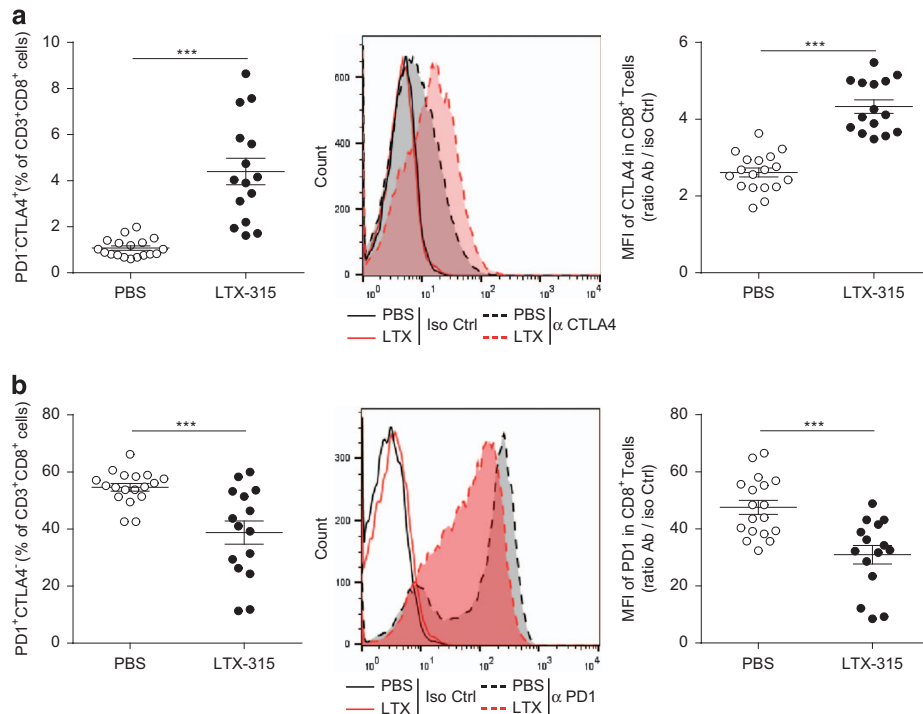 a
PD1⁻CTLA4⁺(% of CD3⁺CD8⁺ cells)
10
8
6
4
2
0
***
PBS
LTX-315
Count
600
400
200
0
10⁰
10¹
10²
10³
10⁴
PBS
LTX
Iso Ctrl
PBS
LTX
α CTLA4
MFI of CTLA4 in CD8⁺ Tcells
(ratio Ab / iso Ctrl)
6
4
2
0
***
PBS
LTX-315
b
PD1⁺CTLA4⁻(% of CD3⁺CD8⁺ cells)
80
60
40
20
0
***
PBS
LTX-315
Count
300
200
100
0
10⁰
10¹
10²
10³
10⁴
PBS
LTX
Iso Ctrl
PBS
LTX
α PD1
MFI of PD1 in CD8⁺ Tcells
(ratio Ab / iso Ctrl)
80
60
40
20
0
***
PBS
LTX-315